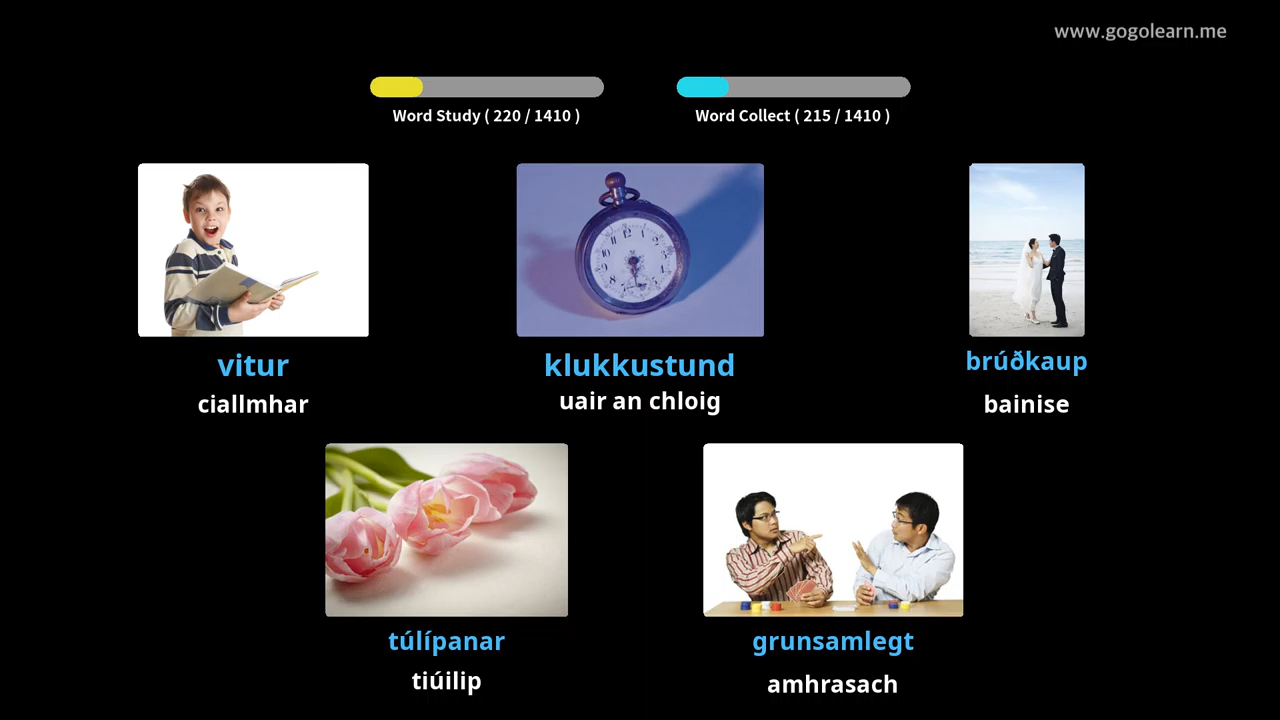 www.gogolearn.me
Word Study ( 220 / 1410 )
Word Collect ( 215 / 1410 )
vitur
ciallmhar
klukkustund
uair an chloig
brúðkaup
bainise
túlípanar
tiúilip
grunsamlegt
amhrasach